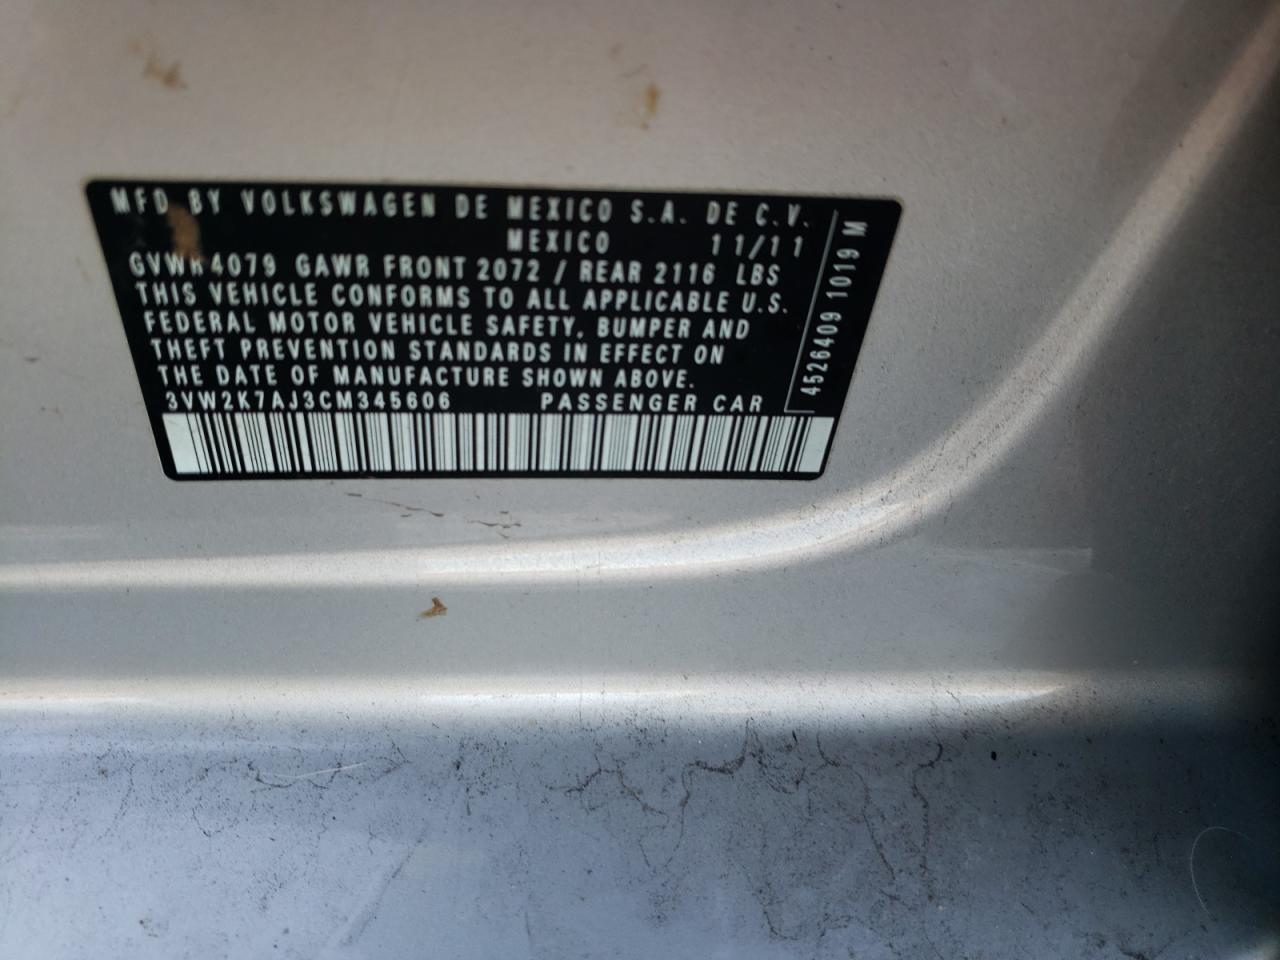 MFD BY VOLKSWAGEN DE MEXICO S.A. DE C.V.
MEXICO 11/11
GVWR 4079 GAWR FRONT 2072 / REAR 2116 LBS
THIS VEHICLE CONFORMS TO ALL APPLICABLE U.S.
FEDERAL MOTOR VEHICLE SAFETY, BUMPER AND
THEFT PREVENTION STANDARDS IN EFFECT ON
THE DATE OF MANUFACTURE SHOWN ABOVE.
3VW2K7AJ3CM345606 PASSENGER CAR
4526409 1019 M